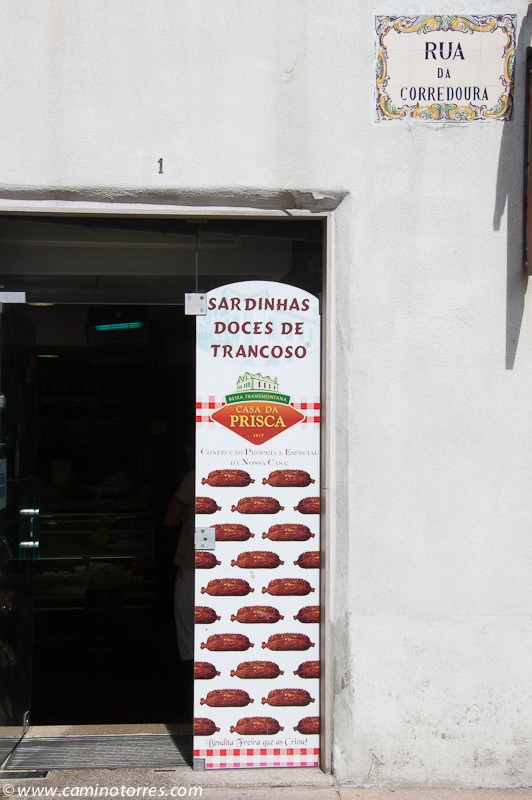 RUA
DA
CORREDOURA
1
SARDINHAS
DOCES DE
TRANCOSO®
BEIRA TRANSMONTANA
CASA DA
PRISCA
1917
CONFECÇÃO PRÓPRIA E ESPECIAL
DA NOSSA CASA!
Bendita Freira que as Criou!
©www.caminotorres.com